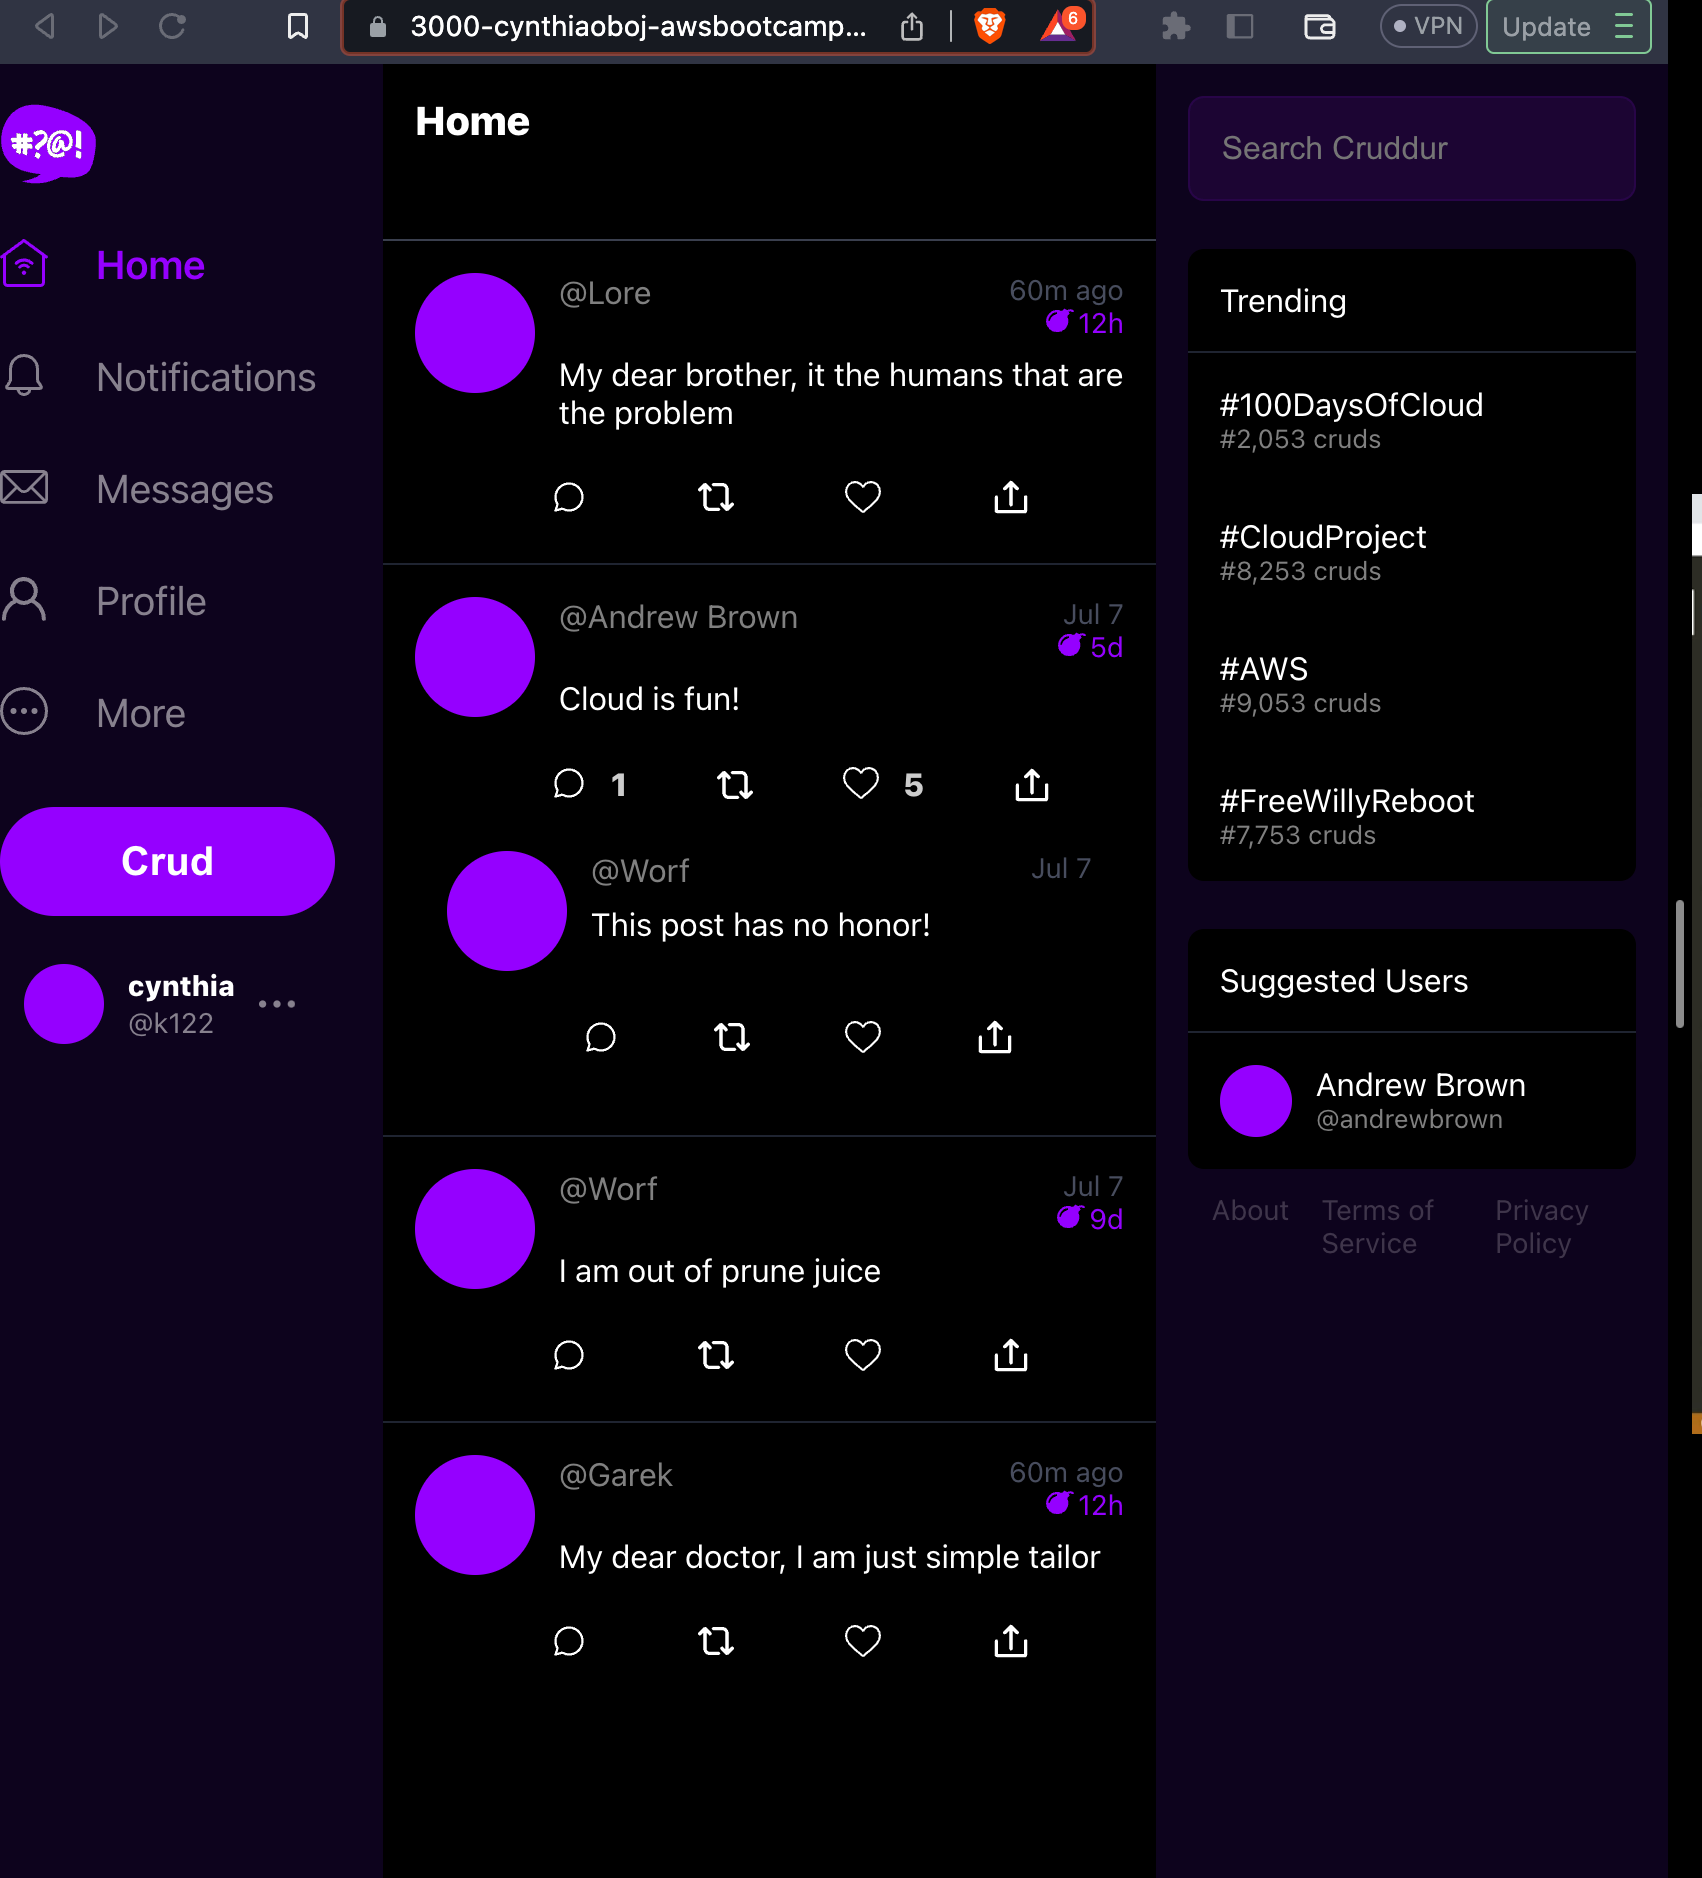 3000-cynthiaoboj-awsbootcamp...
6
VPN
Update
#?@!
Home
Notifications
Messages
Profile
More
Crud
cynthia
@k122
Home
@Lore
60m ago
12h
My dear brother, it the humans that are
the problem
@Andrew Brown
Jul 7
5d
Cloud is fun!
1
5
@Worf
Jul 7
This post has no honor!
@Worf
Jul 7
9d
I am out of prune juice
@Garek
60m ago
12h
My dear doctor, I am just simple tailor
Search Cruddur
Trending
#100DaysOfCloud
#2,053 cruds
#CloudProject
#8,253 cruds
#AWS
#9,053 cruds
#FreeWillyReboot
#7,753 cruds
Suggested Users
Andrew Brown
@andrewbrown
About
Terms of
Service
Privacy
Policy